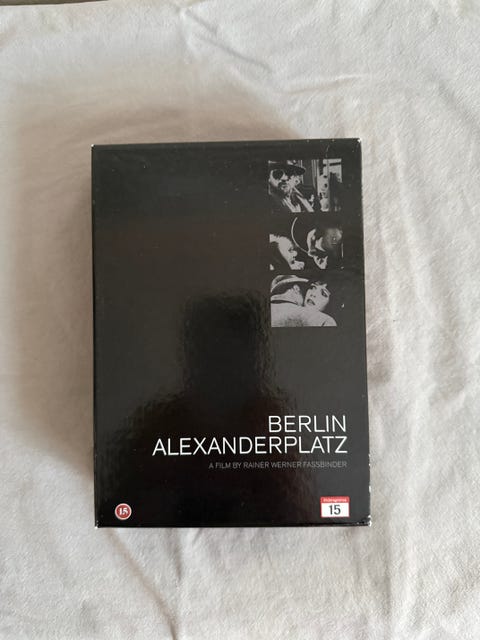 BERLIN
ALEXANDERPLATZ
A FILM BY RAINER WERNER FASSBINDER
15
15